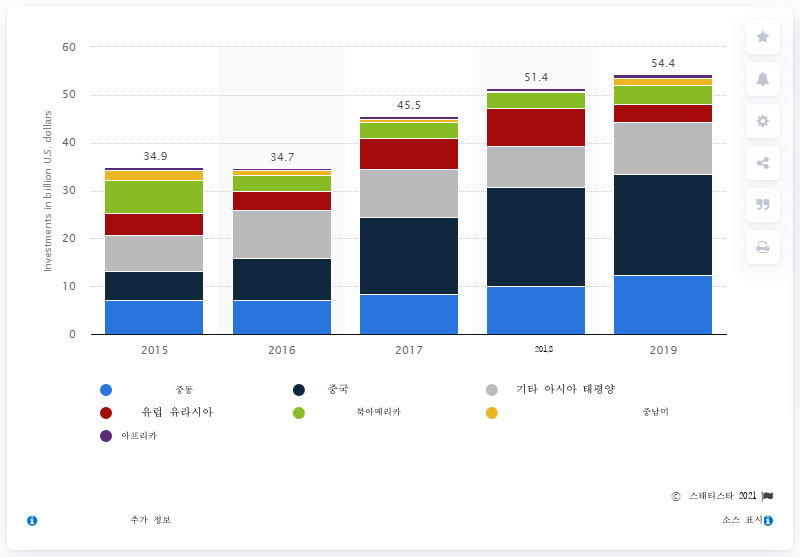 60
50
40
30
20
10
0
Investments in billion U.S. dollars
34.9
34.7
45.5
51.4
54.4
2015 2016 2017 2018 2019
중동 중국 기타 아시아 태평양
유럽 유라시아 북아메리카 중남미
아프리카
© 스태티스타 2021
추가 정보 소스 표시